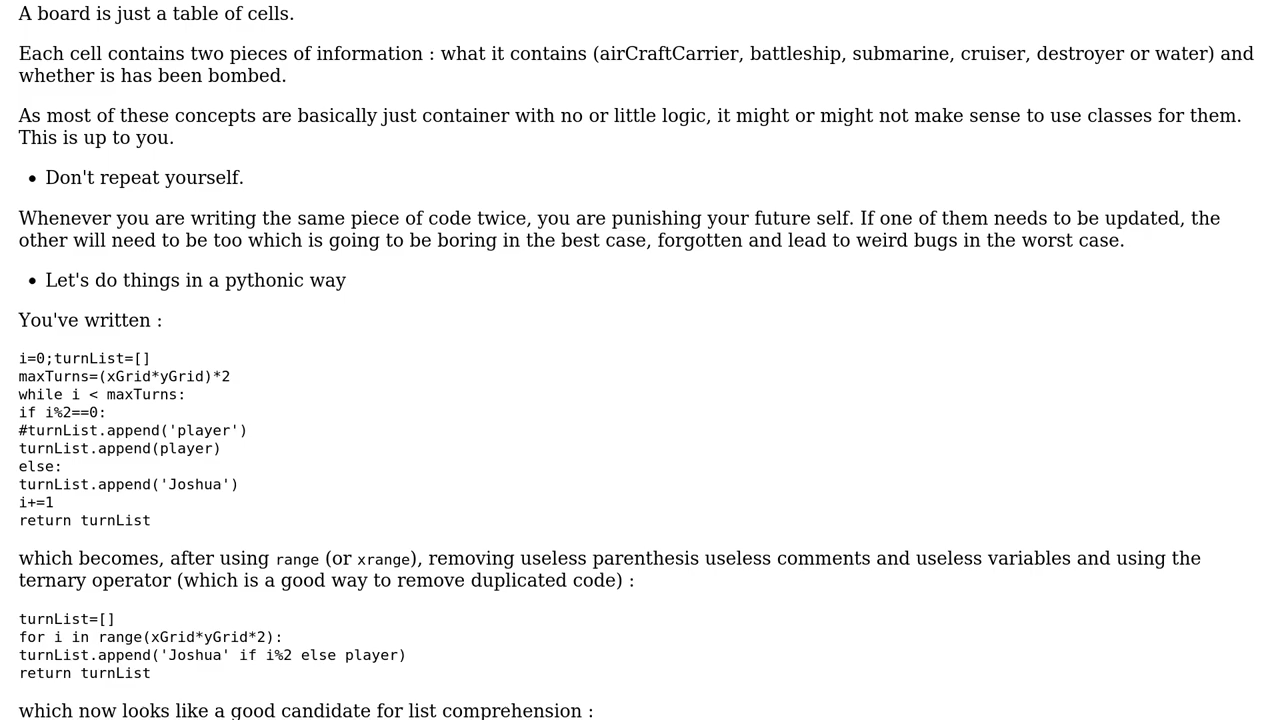 A board is just a table of cells.
Each cell contains two pieces of information : what it contains (airCraftCarrier, battleship, submarine, cruiser, destroyer or water) and
whether is has been bombed.
As most of these concepts are basically just container with no or little logic, it might or might not make sense to use classes for them.
This is up to you.
• Don't repeat yourself.
Whenever you are writing the same piece of code twice, you are punishing your future self. If one of them needs to be updated, the
other will need to be too which is going to be boring in the best case, forgotten and lead to weird bugs in the worst case.
• Let's do things in a pythonic way
You've written :
i=0;turnList=[]
maxTurns=(xGrid*yGrid)*2
while i < maxTurns:
if i%2==0:
#turnList.append('player')
turnList.append(player)
else:
turnList.append('Joshua')
i+=1
return turnList
which becomes, after using range (or xrange), removing useless parenthesis useless comments and useless variables and using the
ternary operator (which is a good way to remove duplicated code) :
turnList=[]
for i in range(xGrid*yGrid*2):
turnList.append('Joshua' if i%2 else player)
return turnList
which now looks like a good candidate for list comprehension :